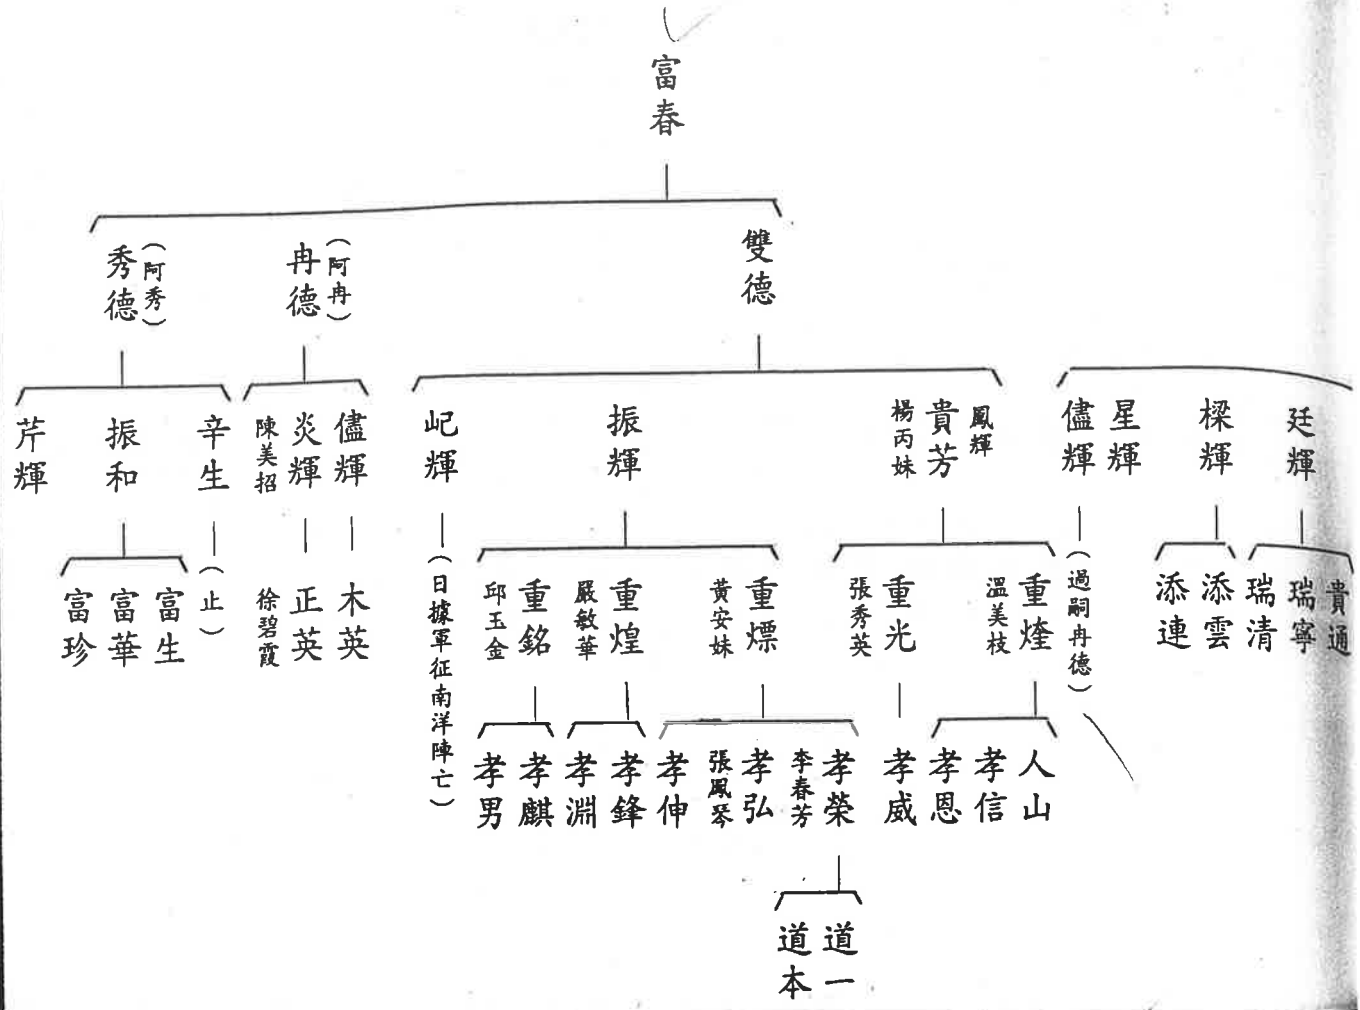 富春
雙德
冉德
(阿冉)
秀德
(阿秀)
廷輝
樑輝
星輝
儘輝
鳳輝
貴芳
楊丙妹
振輝
屺輝
儘輝
炎輝
陳美招
辛生
振和
芹輝
貴通
瑞寧
瑞清
添雲
添連
(過嗣冉德)
重煃
溫美枝
重光
張秀英
重熛
黃安妹
重煌
嚴敏華
重銘
邱玉金
(日據軍征南洋陣亡)
木英
正英
徐碧霞
(止)
富生
富華
富珍
人山
孝信
孝恩
孝威
孝榮
李春芳
孝弘
張鳳琴
孝伸
孝鋒
孝淵
孝麒
孝男
道一
道本